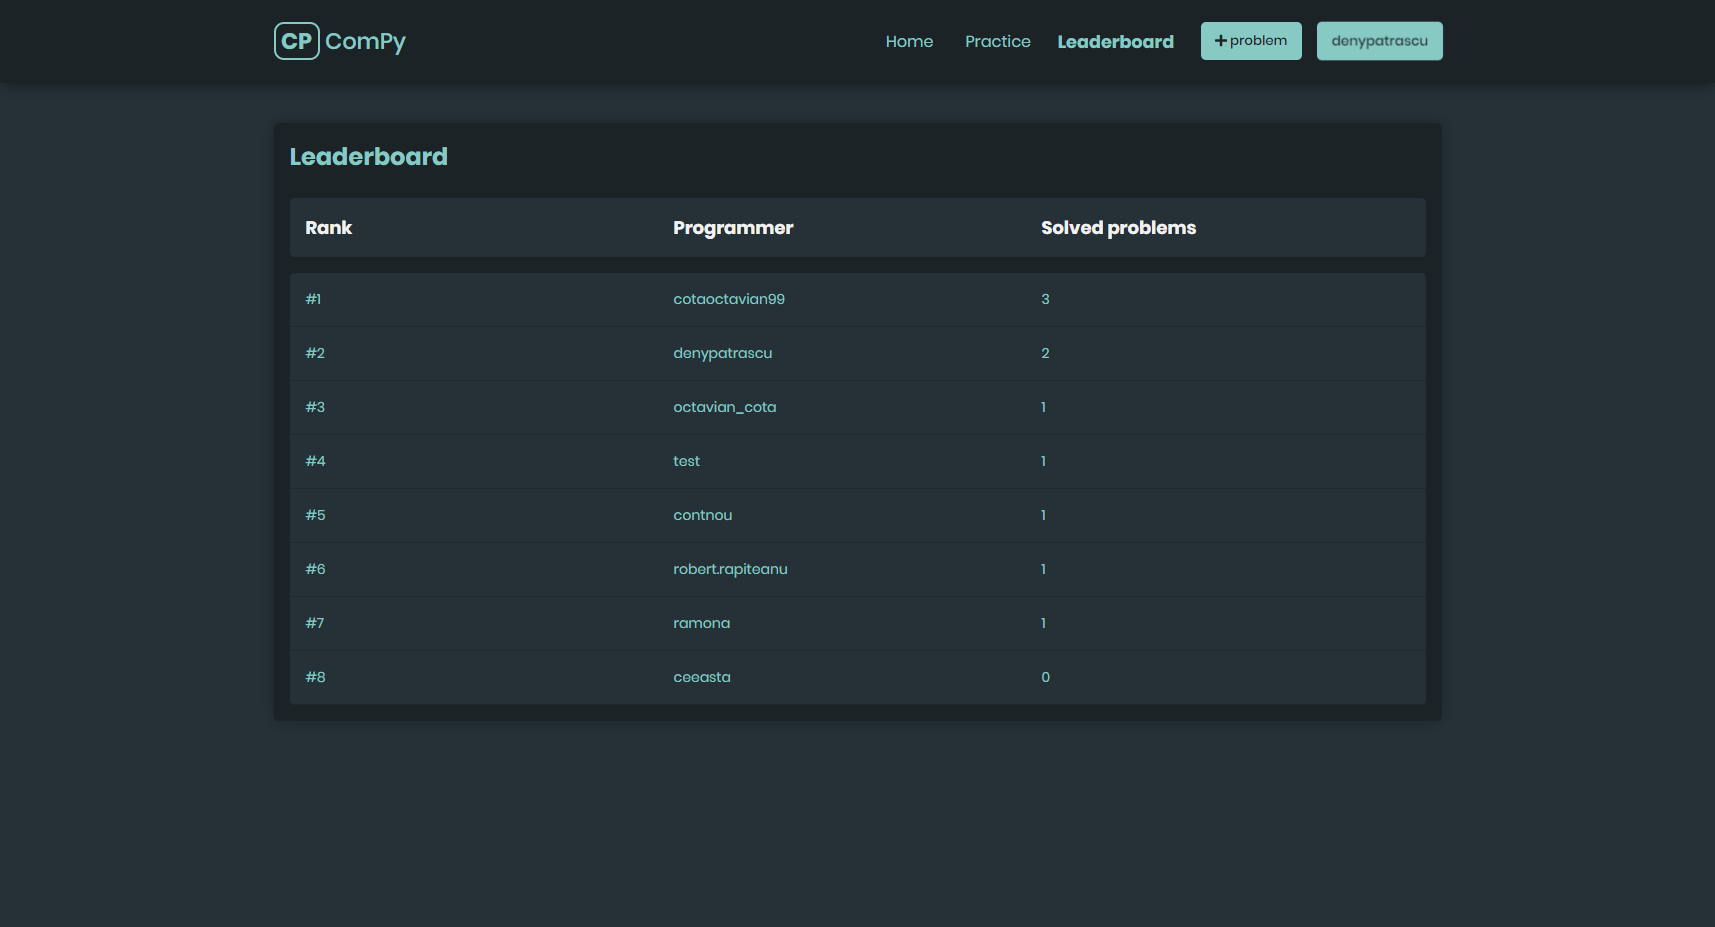 CP ComPy Home Practice Leaderboard + problem denypatrascu
Leaderboard
Rank Programmer Solved problems
#1 cotaoctavian99 3
#2 denypatrascu 2
#3 octavian_cota 1
#4 test 1
#5 contnou 1
#6 robert.rapiteanu 1
#7 ramona 1
#8 ceeasta 0